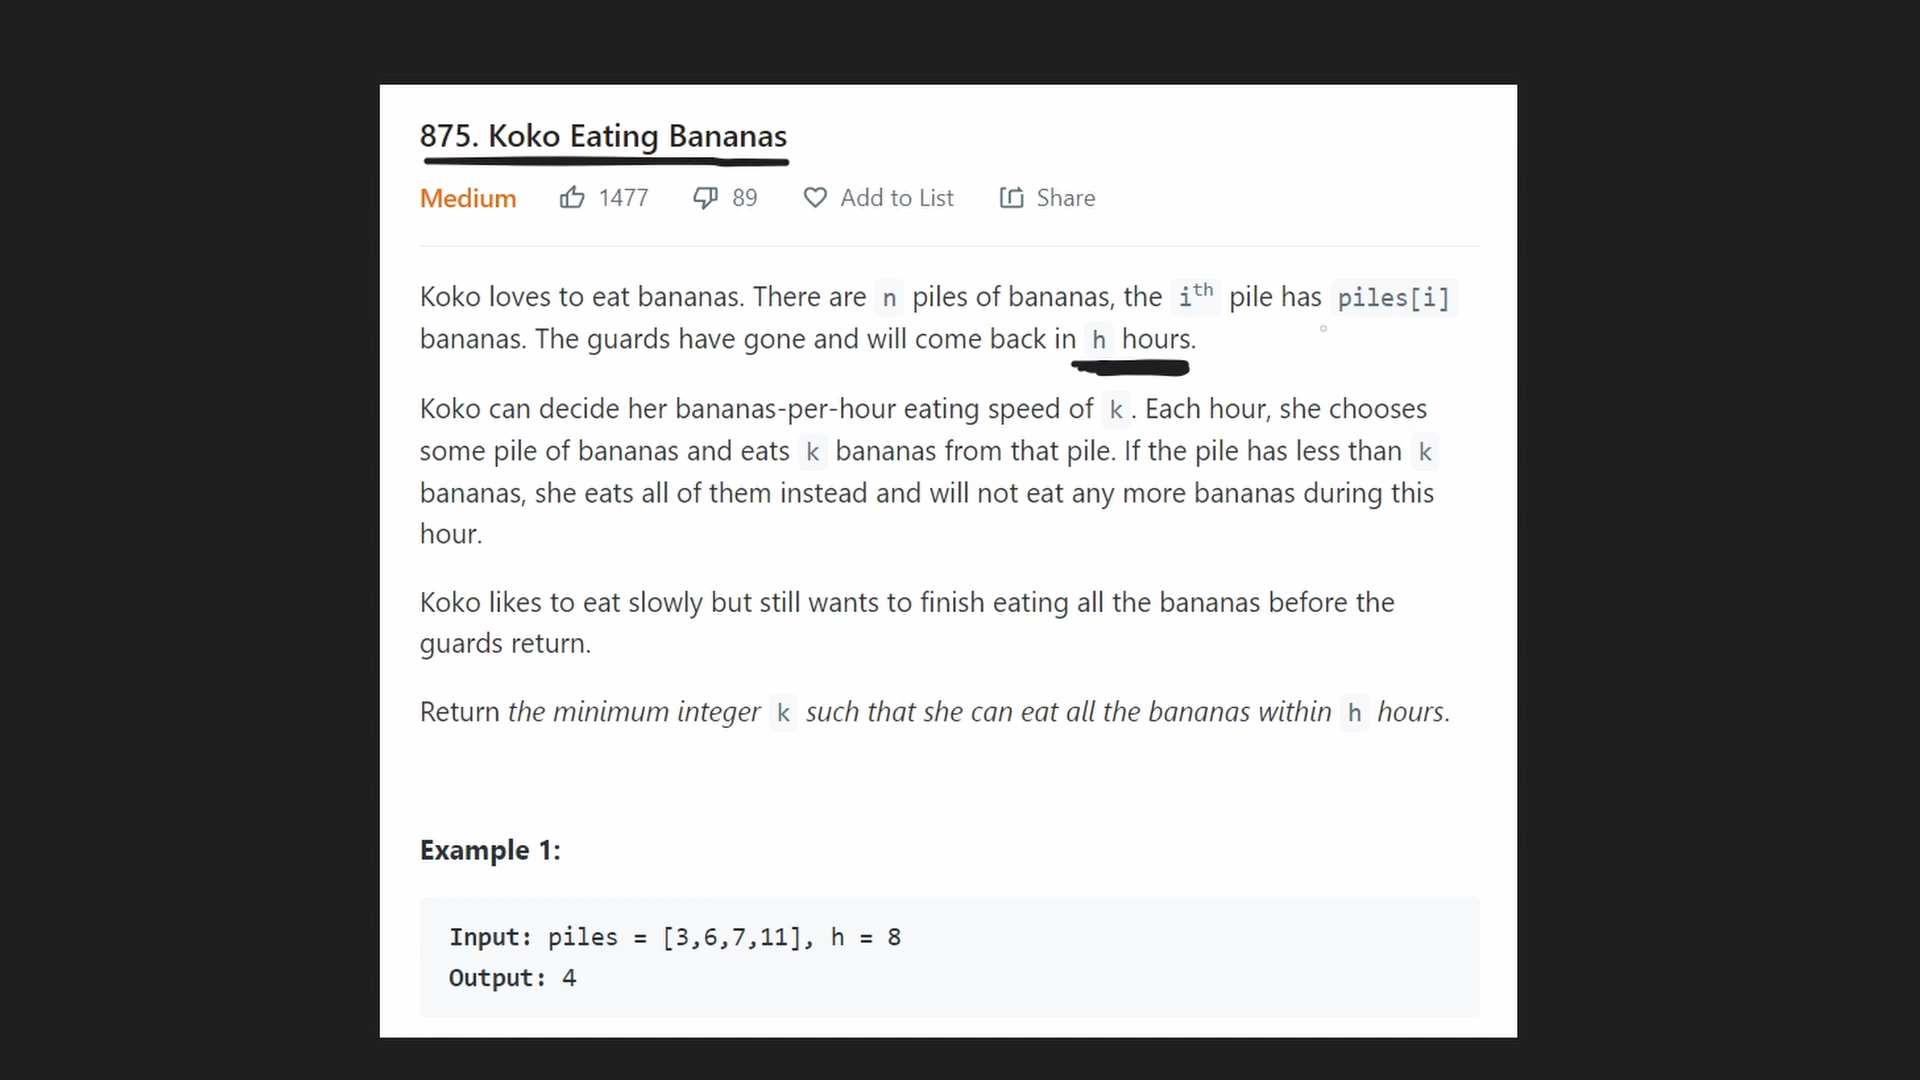 875. Koko Eating Bananas
Medium 1477 89 Add to List Share
Koko loves to eat bananas. There are n piles of bananas, the ith pile has piles[i]
bananas. The guards have gone and will come back in h hours.
Koko can decide her bananas-per-hour eating speed of k. Each hour, she chooses
some pile of bananas and eats k bananas from that pile. If the pile has less than k
bananas, she eats all of them instead and will not eat any more bananas during this
hour.
Koko likes to eat slowly but still wants to finish eating all the bananas before the
guards return.
Return the minimum integer k such that she can eat all the bananas within h hours.
Example 1:
Input: piles = [3,6,7,11], h = 8
Output: 4